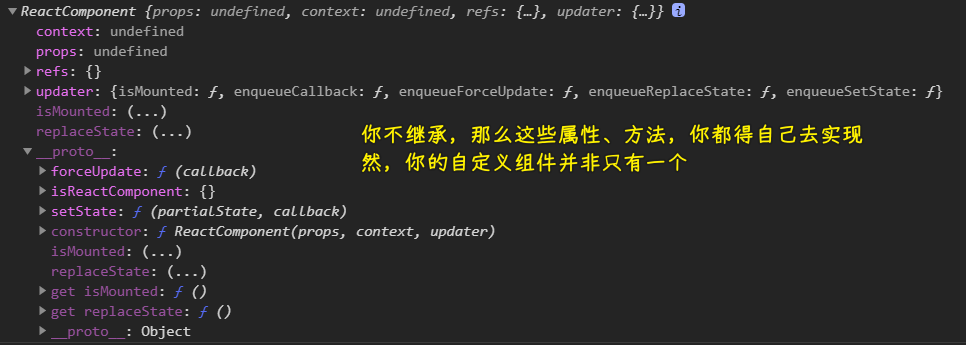 ReactComponent {props: undefined, context: undefined, refs: {…}, updater: {…}} i
context: undefined
props: undefined
refs: {}
updater: {isMounted: ƒ, enqueueCallback: ƒ, enqueueForceUpdate: ƒ, enqueueReplaceState: ƒ, enqueueSetState: ƒ}
isMounted: (...)
replaceState: (...)
你不继承，那么这些属性、方法，你都得自己去实现
然，你的自定义组件并非只有一个
__proto__:
forceUpdate: ƒ (callback)
isReactComponent: {}
setState: ƒ (partialState, callback)
constructor: ƒ ReactComponent(props, context, updater)
isMounted: (...)
replaceState: (...)
get isMounted: ƒ ()
get replaceState: ƒ ()
__proto__: Object